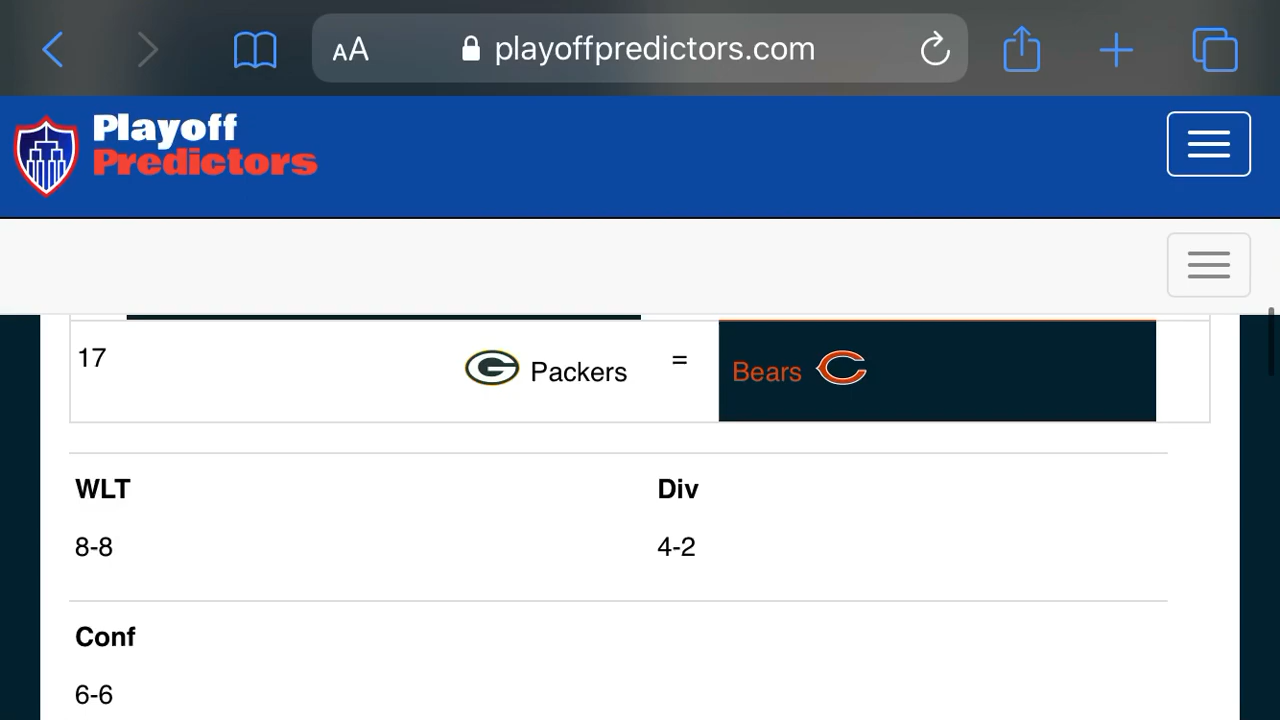 AA playoffpredictors.com
Playoff
Predictors
17 Packers = Bears
WLT Div
8-8 4-2
Conf
6-6